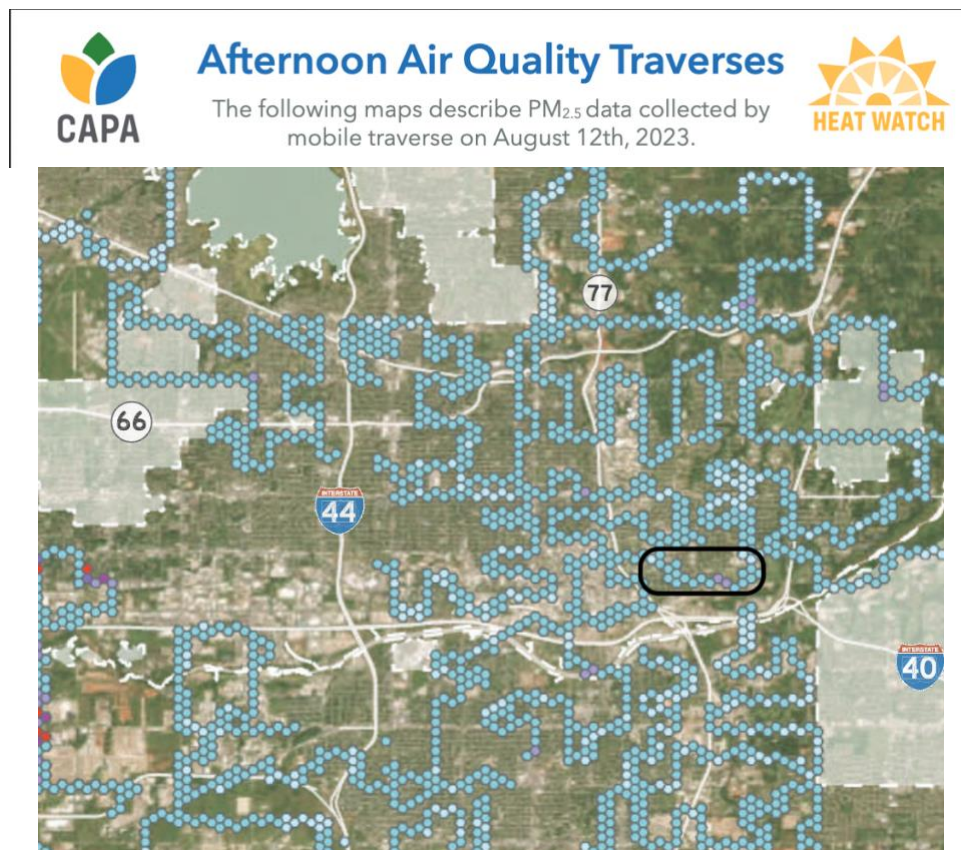 CAPA
Afternoon Air Quality Traverses
The following maps describe PM2.5 data collected by
mobile traverse on August 12th, 2023.
HEAT WATCH
77
66
INTERSTATE
44
INTERSTATE
40